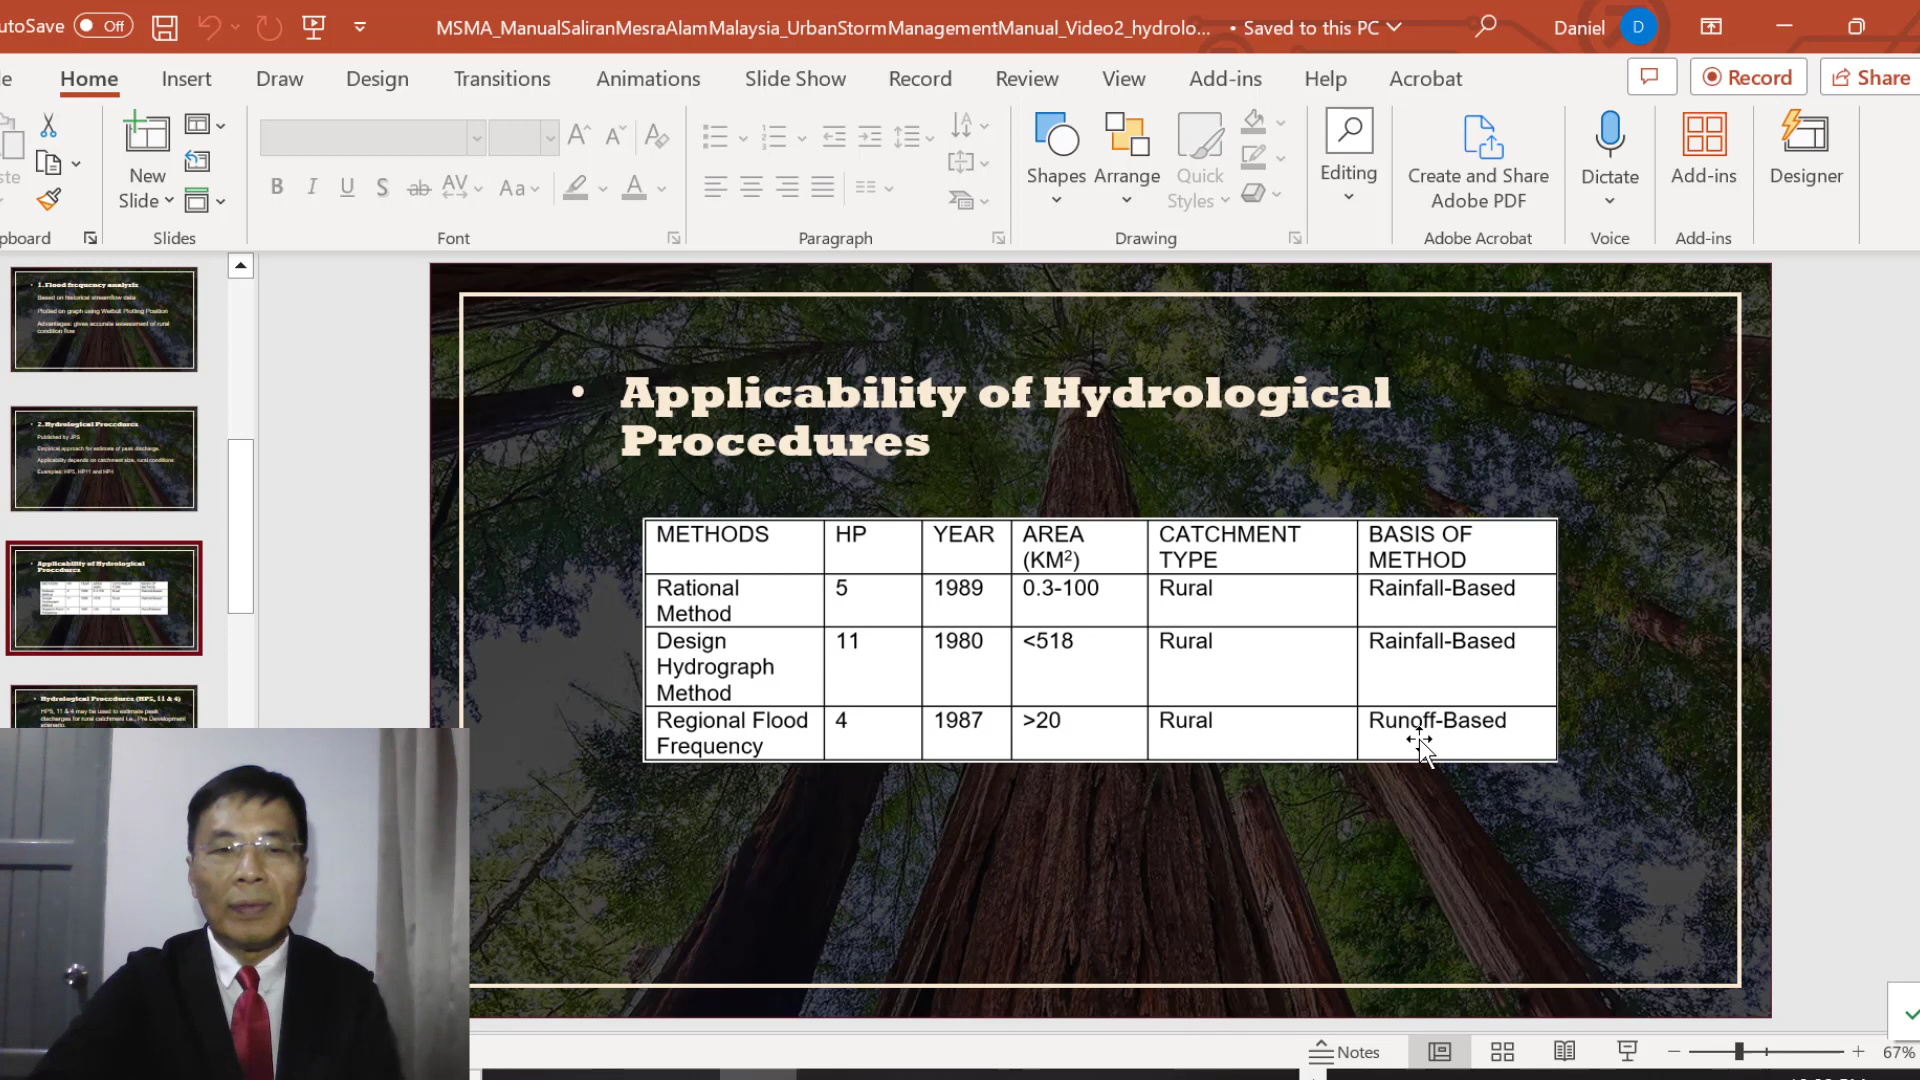 utoSave
Off
MSMA_ManualSaliranMesraAlamMalaysia_UrbanStormManagementManual_Video2_hydrolo...
• Saved to this PC
Daniel
D
le
Home
Insert
Draw
Design
Transitions
Animations
Slide Show
Record
Review
View
Add-ins
Help
Acrobat
Record
Share
ste
New
Slide
B I U S ab AV Aa A
Shapes
Arrange
Quick
Styles
Editing
Create and Share
Adobe PDF
Dictate
Add-ins
Designer
pboard
Slides
Font
Paragraph
Drawing
Adobe Acrobat
Voice
Add-ins
• 1. Flood frequency analysis
Based on historical streamflow data
Plotted on graph using Weibull Plotting Position
Advantages: gives accurate assessment of rural
condition flow
• 2. Hydrological Procedures
Published by JPS
Empirical approach for estimate of peak discharge.
Applicability depends on catchment size, rural conditions
Examples: HP5, HP11 and HP4
• Applicability of Hydrological
Procedures
• Hydrological Procedures (HP5, 11 & 4)
HP5, 11 & 4 may be used to estimate peak
discharges for rural catchment i.e., Pre Development
scenario.
• Applicability of Hydrological
Procedures
METHODS HP YEAR AREA (KM²) CATCHMENT TYPE BASIS OF METHOD
Rational Method 5 1989 0.3-100 Rural Rainfall-Based
Design Hydrograph Method 11 1980 <518 Rural Rainfall-Based
Regional Flood Frequency 4 1987 >20 Rural Runoff-Based
Notes
67%